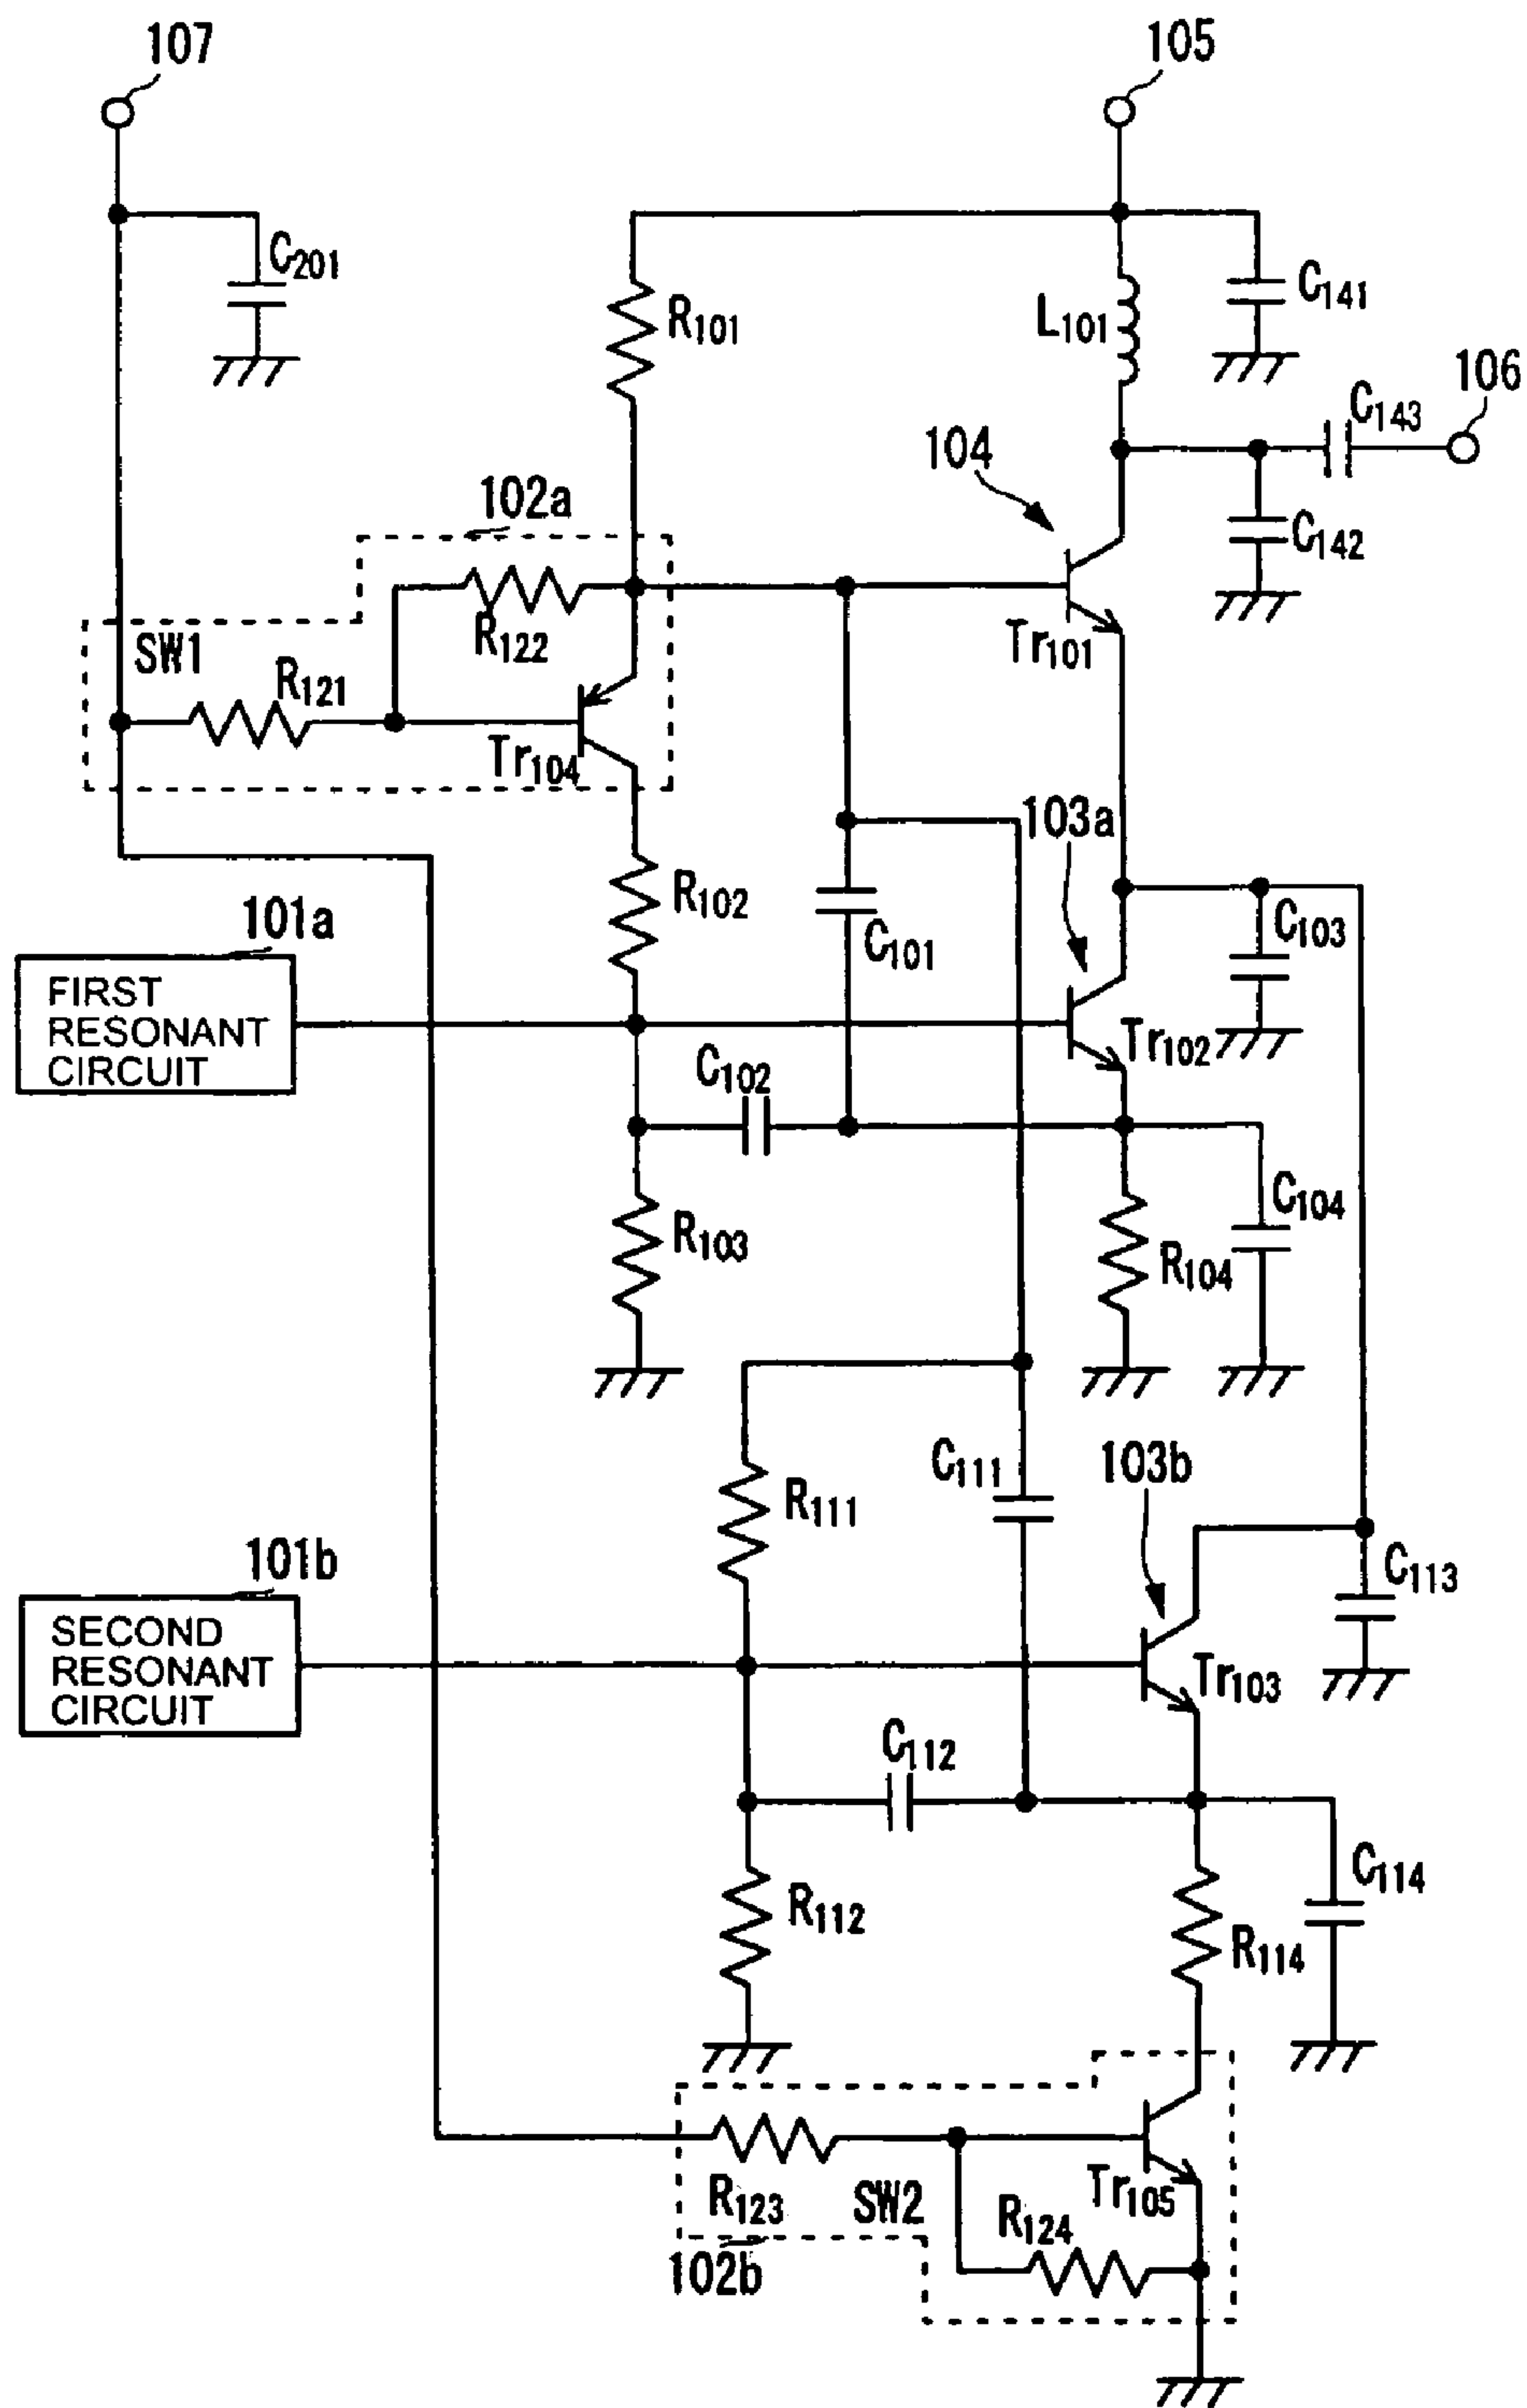 107
105
C201
R101
L101
C141
C143
106
104
102a
C142
R122
SW1
Tr101
R121
Tr104
103a
101a
R102
C103
C101
FIRST
RESONANT
CIRCUIT
Tr102
C102
C104
R103
R104
C111
103b
R111
101b
C113
SECOND
RESONANT
CIRCUIT
Tr103
C112
C114
R112
R114
R123
SW2
Tr105
R124
102b